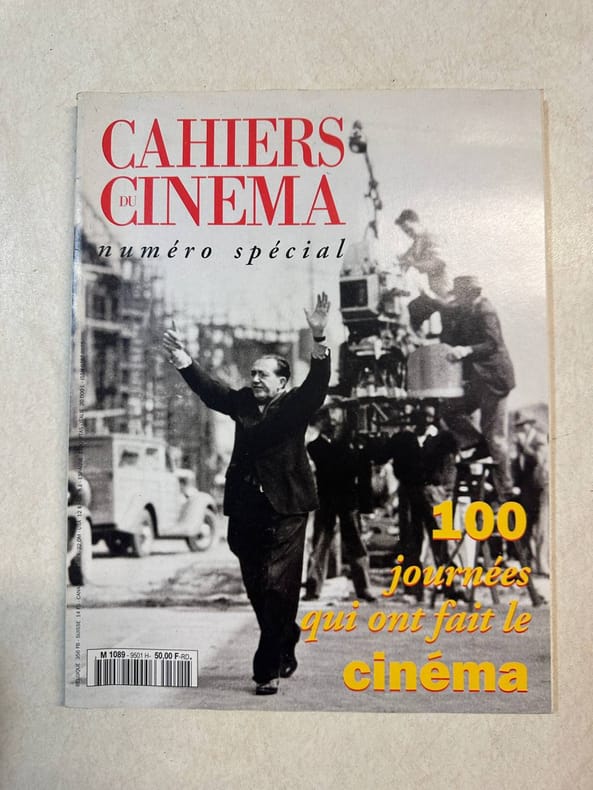 CAHIERS
DU CINEMA
numéro spécial
100
journées
qui ont fait le
cinéma
M 1089 - 9501 H - 50,00 F-RD